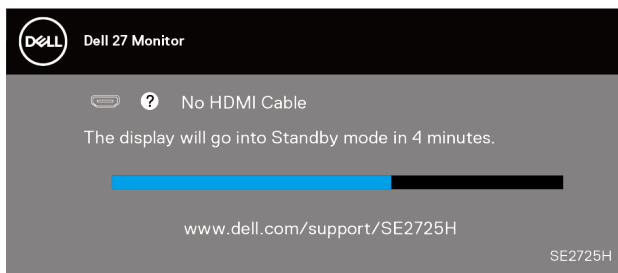 DELL
Dell 27 Monitor
? No HDMI Cable
The display will go into Standby mode in 4 minutes.
www.dell.com/support/SE2725H
SE2725H